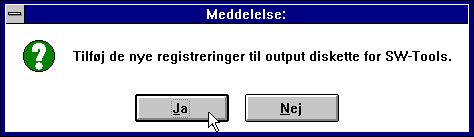 Meddelelse:
Tilføj de nye registreringer til output diskette for SW-Tools.
Ja
Nej